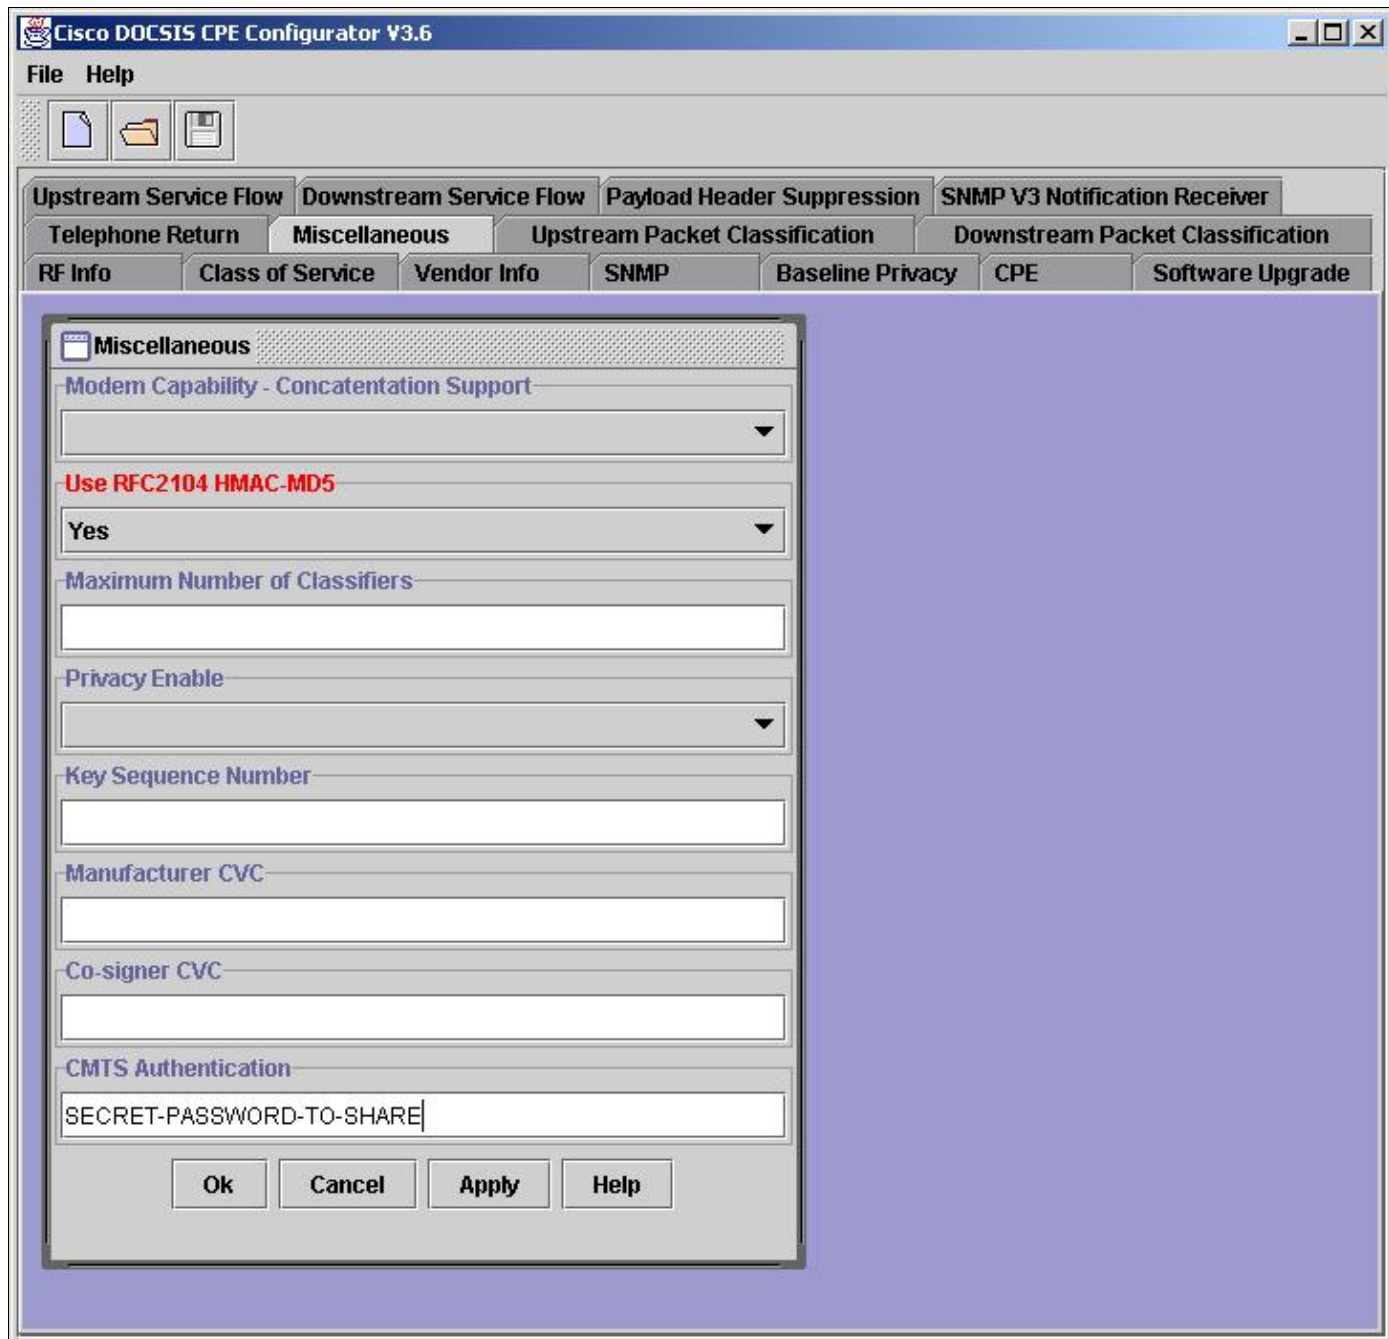 Cisco DOCSIS CPE Configurator V3.6
File Help
Upstream Service Flow Downstream Service Flow Payload Header Suppression SNMP V3 Notification Receiver
Telephone Return Miscellaneous Upstream Packet Classification Downstream Packet Classification
RF Info Class of Service Vendor Info SNMP Baseline Privacy CPE Software Upgrade
Miscellaneous
Modem Capability - Concatentation Support
Use RFC2104 HMAC-MD5
Yes
Maximum Number of Classifiers
Privacy Enable
Key Sequence Number
Manufacturer CVC
Co-signer CVC
CMTS Authentication
SECRET-PASSWORD-TO-SHARE
Ok Cancel Apply Help